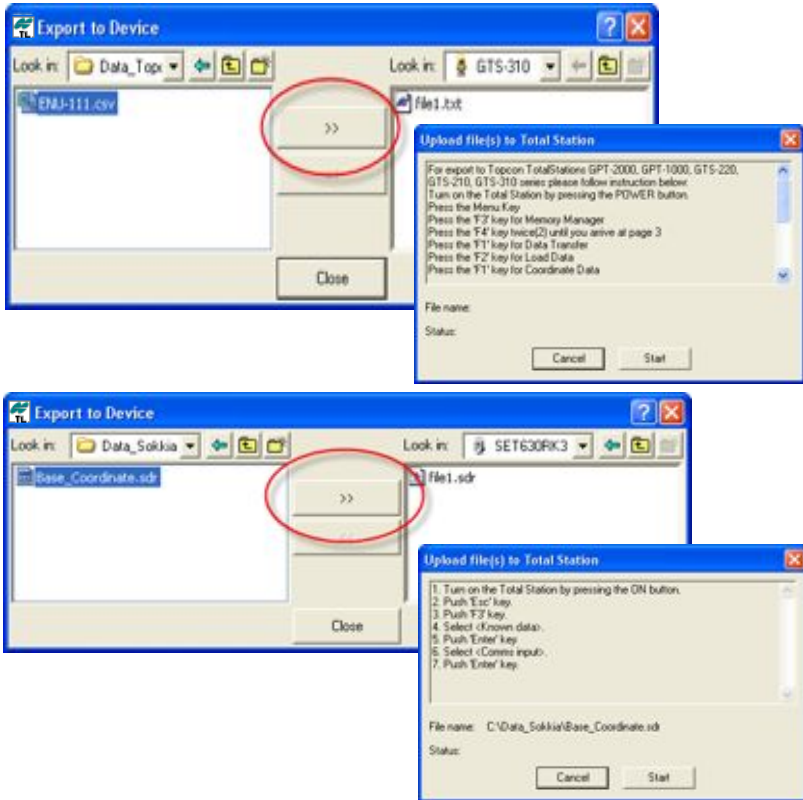 Export to Device
Look in: Data_Topc
Look in: GTS-310
ENU-111.csv
>>
file1.txt
Close
Upload file(s) to Total Station
For export to Topcon TotalStations GPT-2000, GPT-1000, GTS-220,
GTS-210, GTS-310 series please follow instruction below:
Turn on the Total Station by pressing the POWER button.
Press the Menu Key
Press the 'F3' key for Memory Manager
Press the 'F4' key twice(2) until you arrive at page 3
Press the 'F1' key for Data Transfer
Press the 'F2' key for Load Data
Press the 'F1' key for Coordinate Data
File name:
Status:
Cancel
Start
Export to Device
Look in: Data_Sokkia
Look in: SET630RK3
Base_Coordinate.sdr
>>
<<
file1.sdr
Close
Upload file(s) to Total Station
1. Turn on the Total Station by pressing the ON button.
2. Push 'Esc' key.
3. Push 'F3' key.
4. Select <Known data>.
5. Push 'Enter' key
6. Select <Comms input>.
7. Push 'Enter' key.
File name: C:\Data_Sokkia\Base_Coordinate.sdr
Status:
Cancel
Start